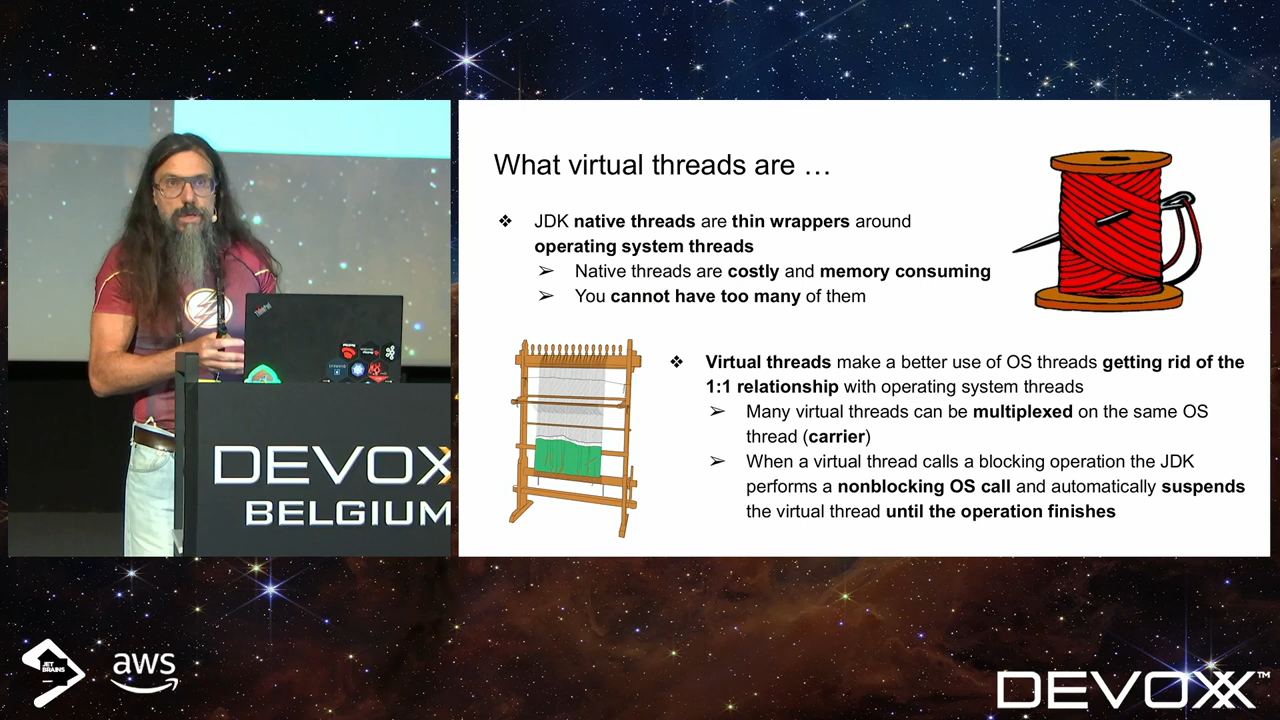 What virtual threads are …
❖ JDK native threads are thin wrappers around
operating system threads
➢ Native threads are costly and memory consuming
➢ You cannot have too many of them
❖ Virtual threads make a better use of OS threads getting rid of the
1:1 relationship with operating system threads
➢ Many virtual threads can be multiplexed on the same OS
thread (carrier)
➢ When a virtual thread calls a blocking operation the JDK
performs a nonblocking OS call and automatically suspends
the virtual thread until the operation finishes
ThinkPad
DEVOXX
BELGIUM
JET
BRAINS
aws
DEVOXX™